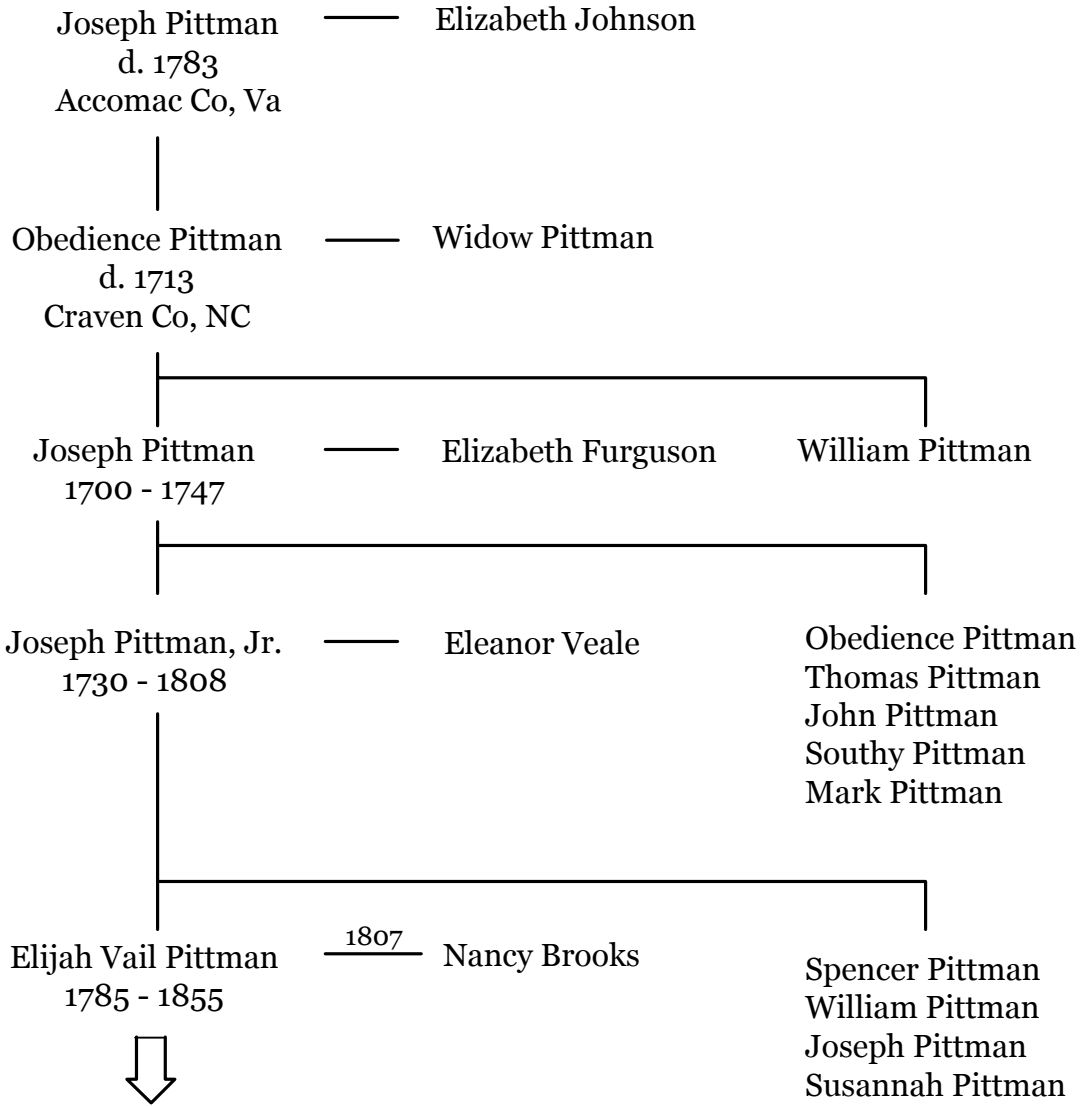 Joseph Pittman
d. 1783
Accomac Co, Va
Elizabeth Johnson
Obedience Pittman
d. 1713
Craven Co, NC
Widow Pittman
Joseph Pittman
1700 - 1747
Elizabeth Furguson
William Pittman
Joseph Pittman, Jr.
1730 - 1808
Eleanor Veale
Obedience Pittman
Thomas Pittman
John Pittman
Southy Pittman
Mark Pittman
Elijah Vail Pittman
1785 - 1855
1807
Nancy Brooks
Spencer Pittman
William Pittman
Joseph Pittman
Susannah Pittman